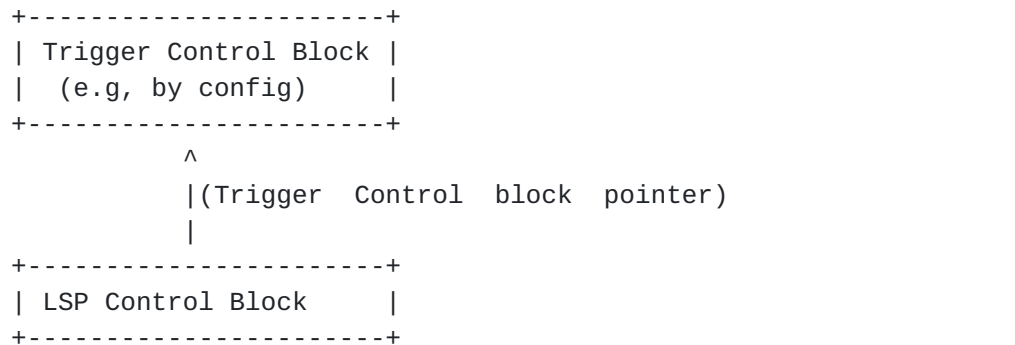 +-----------------------+
| Trigger Control Block |
|  (e.g, by config)     |
+-----------------------+
           ^
           |(Trigger  Control  block  pointer)
           |
+-----------------------+
| LSP Control Block     |
+-----------------------+